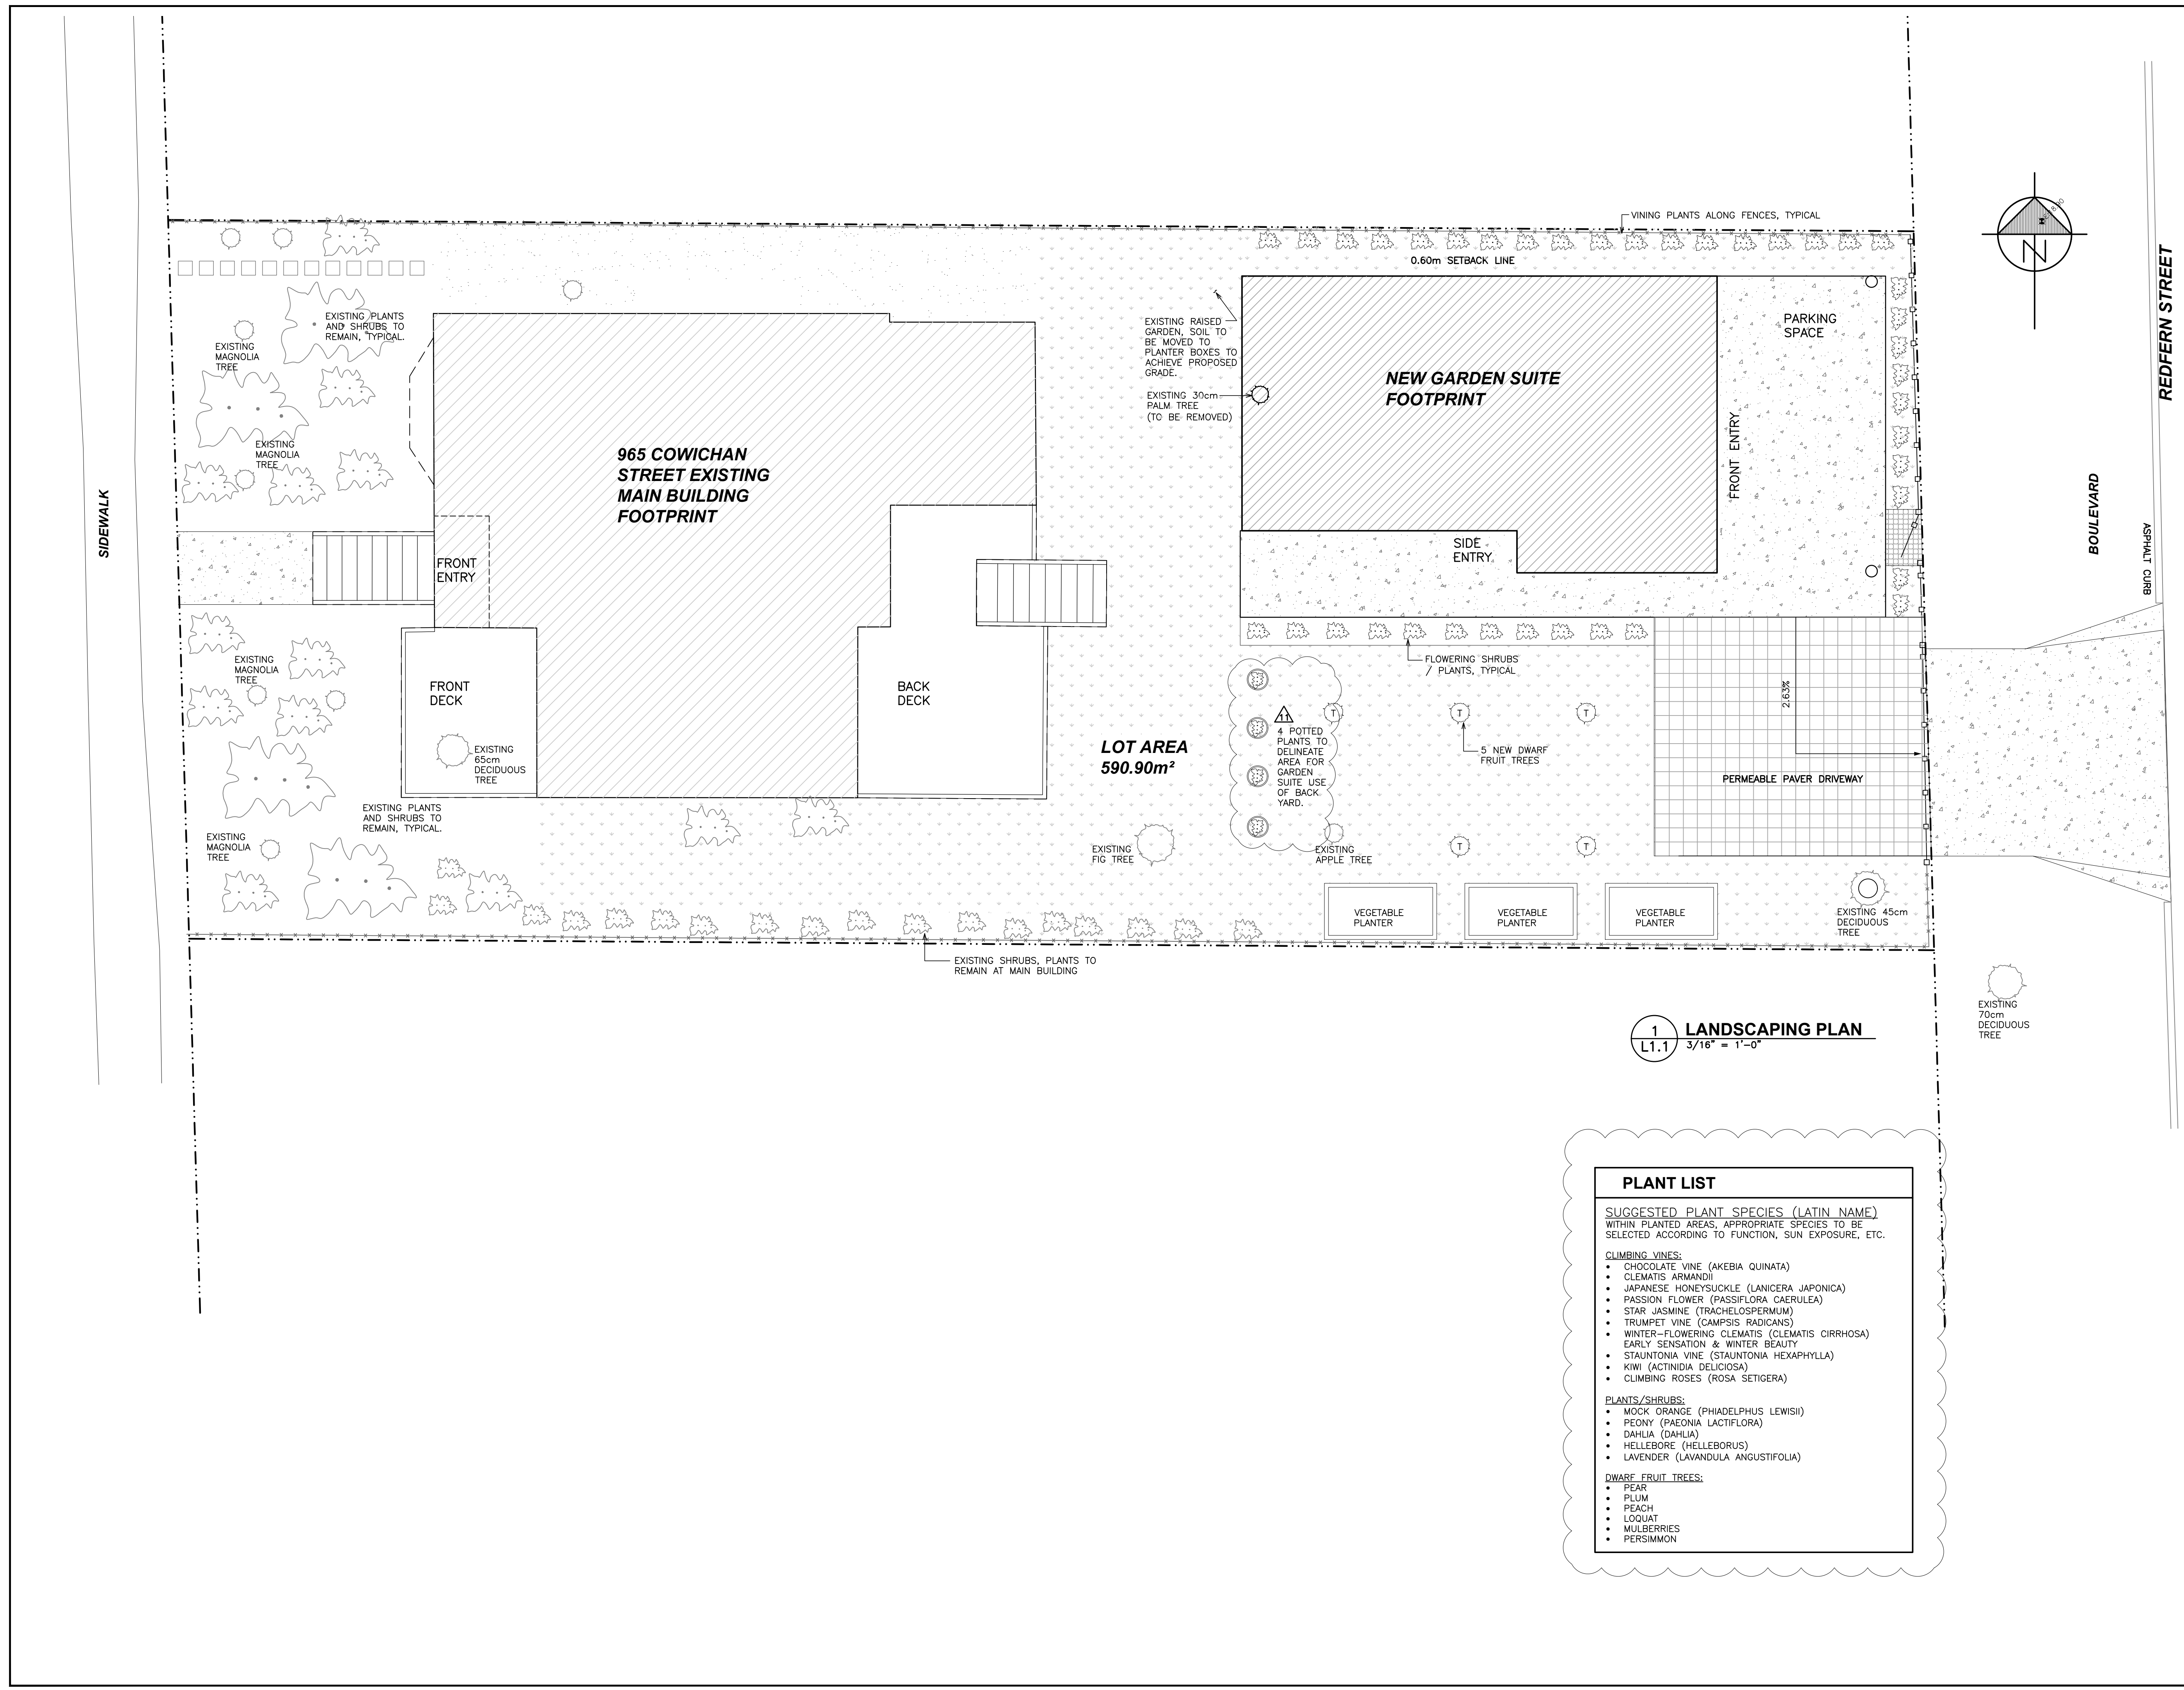 VINING PLANTS ALONG FENCES, TYPICAL
0.60m SETBACK LINE
N
REDFERN STREET
BOULEVARD
ASPHALT CURB
SIDEWALK
EXISTING PLANTS
AND SHRUBS TO
REMAIN, TYPICAL.
EXISTING
MAGNOLIA
TREE
EXISTING
MAGNOLIA
TREE
965 COWICHAN
STREET EXISTING
MAIN BUILDING
FOOTPRINT
EXISTING RAISED
GARDEN, SOIL TO
BE MOVED TO
PLANTER BOXES TO
ACHIEVE PROPOSED
GRADE.
EXISTING 30cm
PALM TREE
(TO BE REMOVED)
NEW GARDEN SUITE
FOOTPRINT
PARKING
SPACE
FRONT ENTRY
SIDE
ENTRY
FRONT
ENTRY
EXISTING
MAGNOLIA
TREE
FRONT
DECK
BACK
DECK
EXISTING
65cm
DECIDUOUS
TREE
LOT AREA
590.90m²
FLOWERING SHRUBS
/ PLANTS, TYPICAL
11
4 POTTED
PLANTS TO
DELINEATE
AREA FOR
GARDEN
SUITE USE
OF BACK
YARD.
T
T
T
T
T
5 NEW DWARF
FRUIT TREES
2.63%
PERMEABLE PAVER DRIVEWAY
EXISTING PLANTS
AND SHRUBS TO
REMAIN, TYPICAL.
EXISTING
MAGNOLIA
TREE
EXISTING
FIG TREE
EXISTING
APPLE TREE
VEGETABLE
PLANTER
VEGETABLE
PLANTER
VEGETABLE
PLANTER
EXISTING 45cm
DECIDUOUS
TREE
EXISTING SHRUBS, PLANTS TO
REMAIN AT MAIN BUILDING
EXISTING
70cm
DECIDUOUS
TREE
1
L1.1
LANDSCAPING PLAN
3/16" = 1'-0"
PLANT LIST
SUGGESTED PLANT SPECIES (LATIN NAME)
WITHIN PLANTED AREAS, APPROPRIATE SPECIES TO BE
SELECTED ACCORDING TO FUNCTION, SUN EXPOSURE, ETC.
CLIMBING VINES:
• CHOCOLATE VINE (AKEBIA QUINATA)
• CLEMATIS ARMANDII
• JAPANESE HONEYSUCKLE (LANICERA JAPONICA)
• PASSION FLOWER (PASSIFLORA CAERULEA)
• STAR JASMINE (TRACHELOSPERMUM)
• TRUMPET VINE (CAMPSIS RADICANS)
• WINTER-FLOWERING CLEMATIS (CLEMATIS CIRRHOSA)
EARLY SENSATION & WINTER BEAUTY
• STAUNTONIA VINE (STAUNTONIA HEXAPHYLLA)
• KIWI (ACTINIDIA DELICIOSA)
• CLIMBING ROSES (ROSA SETIGERA)
PLANTS/SHRUBS:
• MOCK ORANGE (PHIADELPHUS LEWISII)
• PEONY (PAEONIA LACTIFLORA)
• DAHLIA (DAHLIA)
• HELLEBORE (HELLEBORUS)
• LAVENDER (LAVANDULA ANGUSTIFOLIA)
DWARF FRUIT TREES:
• PEAR
• PLUM
• PEACH
• LOQUAT
• MULBERRIES
• PERSIMMON